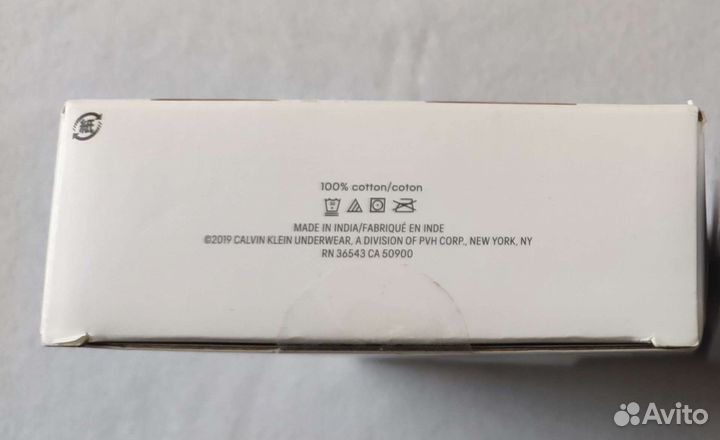 紙
100% cotton/coton
MADE IN INDIA/FABRIQUÉ EN INDE
©2019 CALVIN KLEIN UNDERWEAR, A DIVISION OF PVH CORP., NEW YORK, NY
RN 36543 CA 50900
Avito